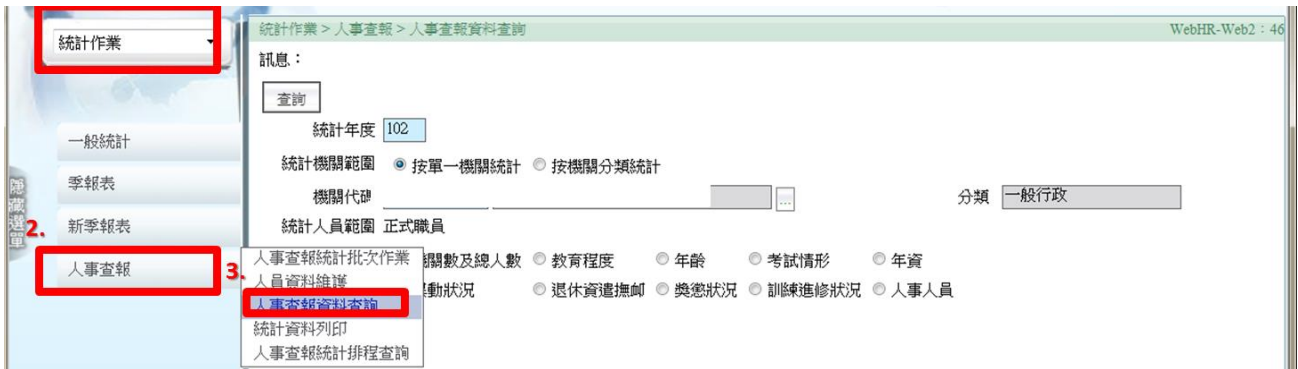 統計作業
統計作業 > 人事查報 > 人事查報資料查詢
WebHR-Web2：46
訊息：
查詢
統計年度 102
統計機關範圍 按單一機關統計 按機關分類統計
機關代碼 ... 分類 一般行政
統計人員範圍 正式職員
關數及總人數 教育程度 年齡 考試情形 年資
動狀況 退休資遣撫卹 獎懲狀況 訓練進修狀況 人事人員
隱藏選單
一般統計
季報表
新季報表
2.
人事查報
3.
人事查報統計批次作業
人員資料維護
人事查報資料查詢
統計資料列印
人事查報統計排程查詢